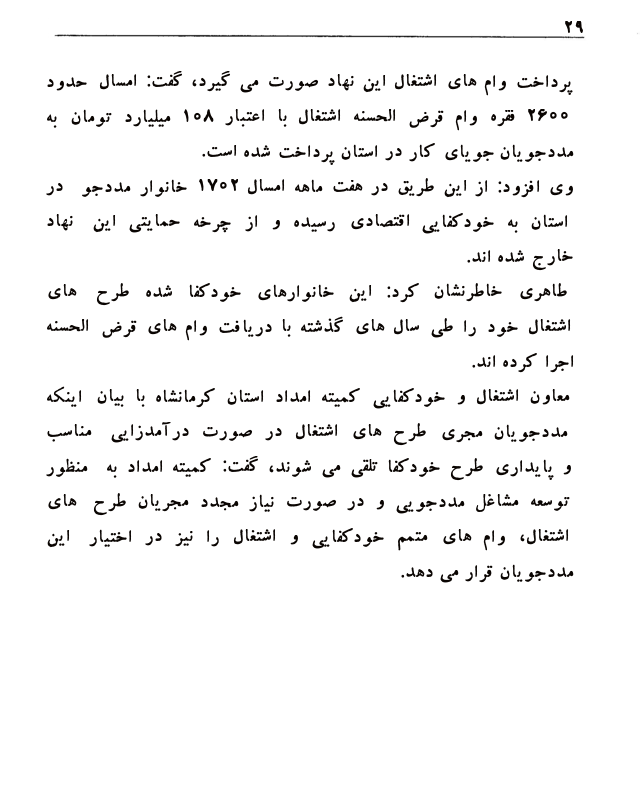 ۲۹
پرداخت وام های اشتغال این نهاد صورت می گیرد، گفت: امسال حدود
۲۶۰۰ فقره وام قرض الحسنه اشتغال با اعتبار ۱۰۸ میلیارد تومان به
مددجویان جویای کار در استان پرداخت شده است.
وی افزود: از این طریق در هفت ماهه امسال ۱۷۰۲ خانوار مددجو در
استان به خودکفایی اقتصادی رسیده و از چرخه حمایتی این نهاد
خارج شده اند.
طاهری خاطرنشان کرد: این خانوارهای خودکفا شده طرح های
اشتغال خود را طی سال های گذشته با دریافت وام های قرض الحسنه
اجرا کرده اند.
معاون اشتغال و خودکفایی کمیته امداد استان کرمانشاه با بیان اینکه
مددجویان مجری طرح های اشتغال در صورت درآمدزایی مناسب
و پایداری طرح خودکفا تلقی می شوند، گفت: کمیته امداد به منظور
توسعه مشاغل مددجویی و در صورت نیاز مجدد مجریان طرح های
اشتغال، وام های متمم خودکفایی و اشتغال را نیز در اختیار این
مددجویان قرار می دهد.